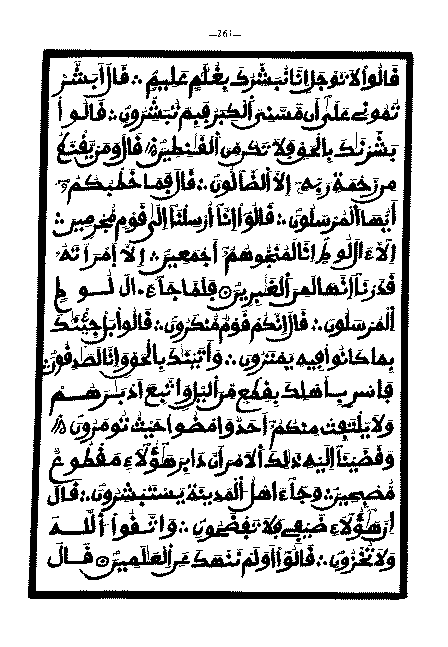 —261—
قَالُوا۟ لَا تَوْجَلْ إِنَّا نُبَشِّرُكَ بِغُلَٰمٍ عَلِيمٍ ∴ قَالَ أَبَشَّرْ
تُمُونِے عَلَىٰ أَن مَّسَّنِىَ ٱلْكِبَرُ فَبِمَ تُبَشِّرُونِ ∴ قَالُوا۟
بَشَّرْنَٰكَ بِٱلْحَقِّ فَلَا تَكُن مِّنَ ٱلْقَٰنِطِينَ قَالَ وَمَنْ يَّقْنَطُ
مِن رَّحْمَةِ رَبِّهِۦٓ إِلَّا ٱلضَّآلُّونَ ∴ قَالَ فَمَا خَطْبُكُمُۥٓ
أَيُّهَا ٱلْمُرْسَلُونَ ∴ قَالُوٓا۟ إِنَّآ أُرْسِلْنَآ إِلَىٰ قَوْمٍ مُّجْرِمِينَ ∴
إِلَّآ ءَالَ لُوطٍ إِنَّا لَمُنَجُّوهُمُۥٓ أَجْمَعِينَ ∴ إِلَّا ٱمْرَأَتَهُۥ
قَدَّرْنَآ إِنَّهَا لَمِنَ ٱلْغَٰبِرِينَ ۝ فَلَمَّا جَآءَ ءَالَ لُوطٍ
ٱلْمُرْسَلُونَ ∴ قَالَ إِنَّكُمْ قَوْمٌ مُّنكَرُونَ ∴ قَالُوا۟ بَلْ جِئْنَٰكَ
بِمَا كَانُوا۟ فِيهِ يَمْتَرُونَ ∴ وَأَتَيْنَٰكَ بِٱلْحَقِّ وَإِنَّا لَصَٰدِقُونَ
فَٱسْرِ بِأَهْلِكَ بِقِطْعٍ مِّنَ ٱلَّيْلِ وَٱتَّبِعْ أَدْبَٰرَهُمْ
وَلَا يَلْتَفِتْ مِنكُمُۥٓ أَحَدٌ وَٱمْضُوا۟ حَيْثُ تُومَرُونَ
وَقَضَيْنَآ إِلَيْهِ ذَٰلِكَ ٱلْأَمْرَ أَنَّ دَابِرَ هَٰٓؤُلَآءِ مَقْطُوعٌ
مُّصْبِحِينَ ∴ وَجَآءَ اهْلُ ٱلْمَدِينَةِ يَسْتَبْشِرُونَ ∴ قَالَ
إِنَّ هَٰٓؤُلَآءِ ضَيْفِے فَلَا تَفْضَحُونِ ∴ وَٱتَّقُوا۟ ٱللَّهَ
وَلَا تُخْزُونِ ∴ قَالُوٓا۟ أَوَلَمْ نَنْهَكَ عَنِ ٱلْعَٰلَمِينَ ۝ قَالَ